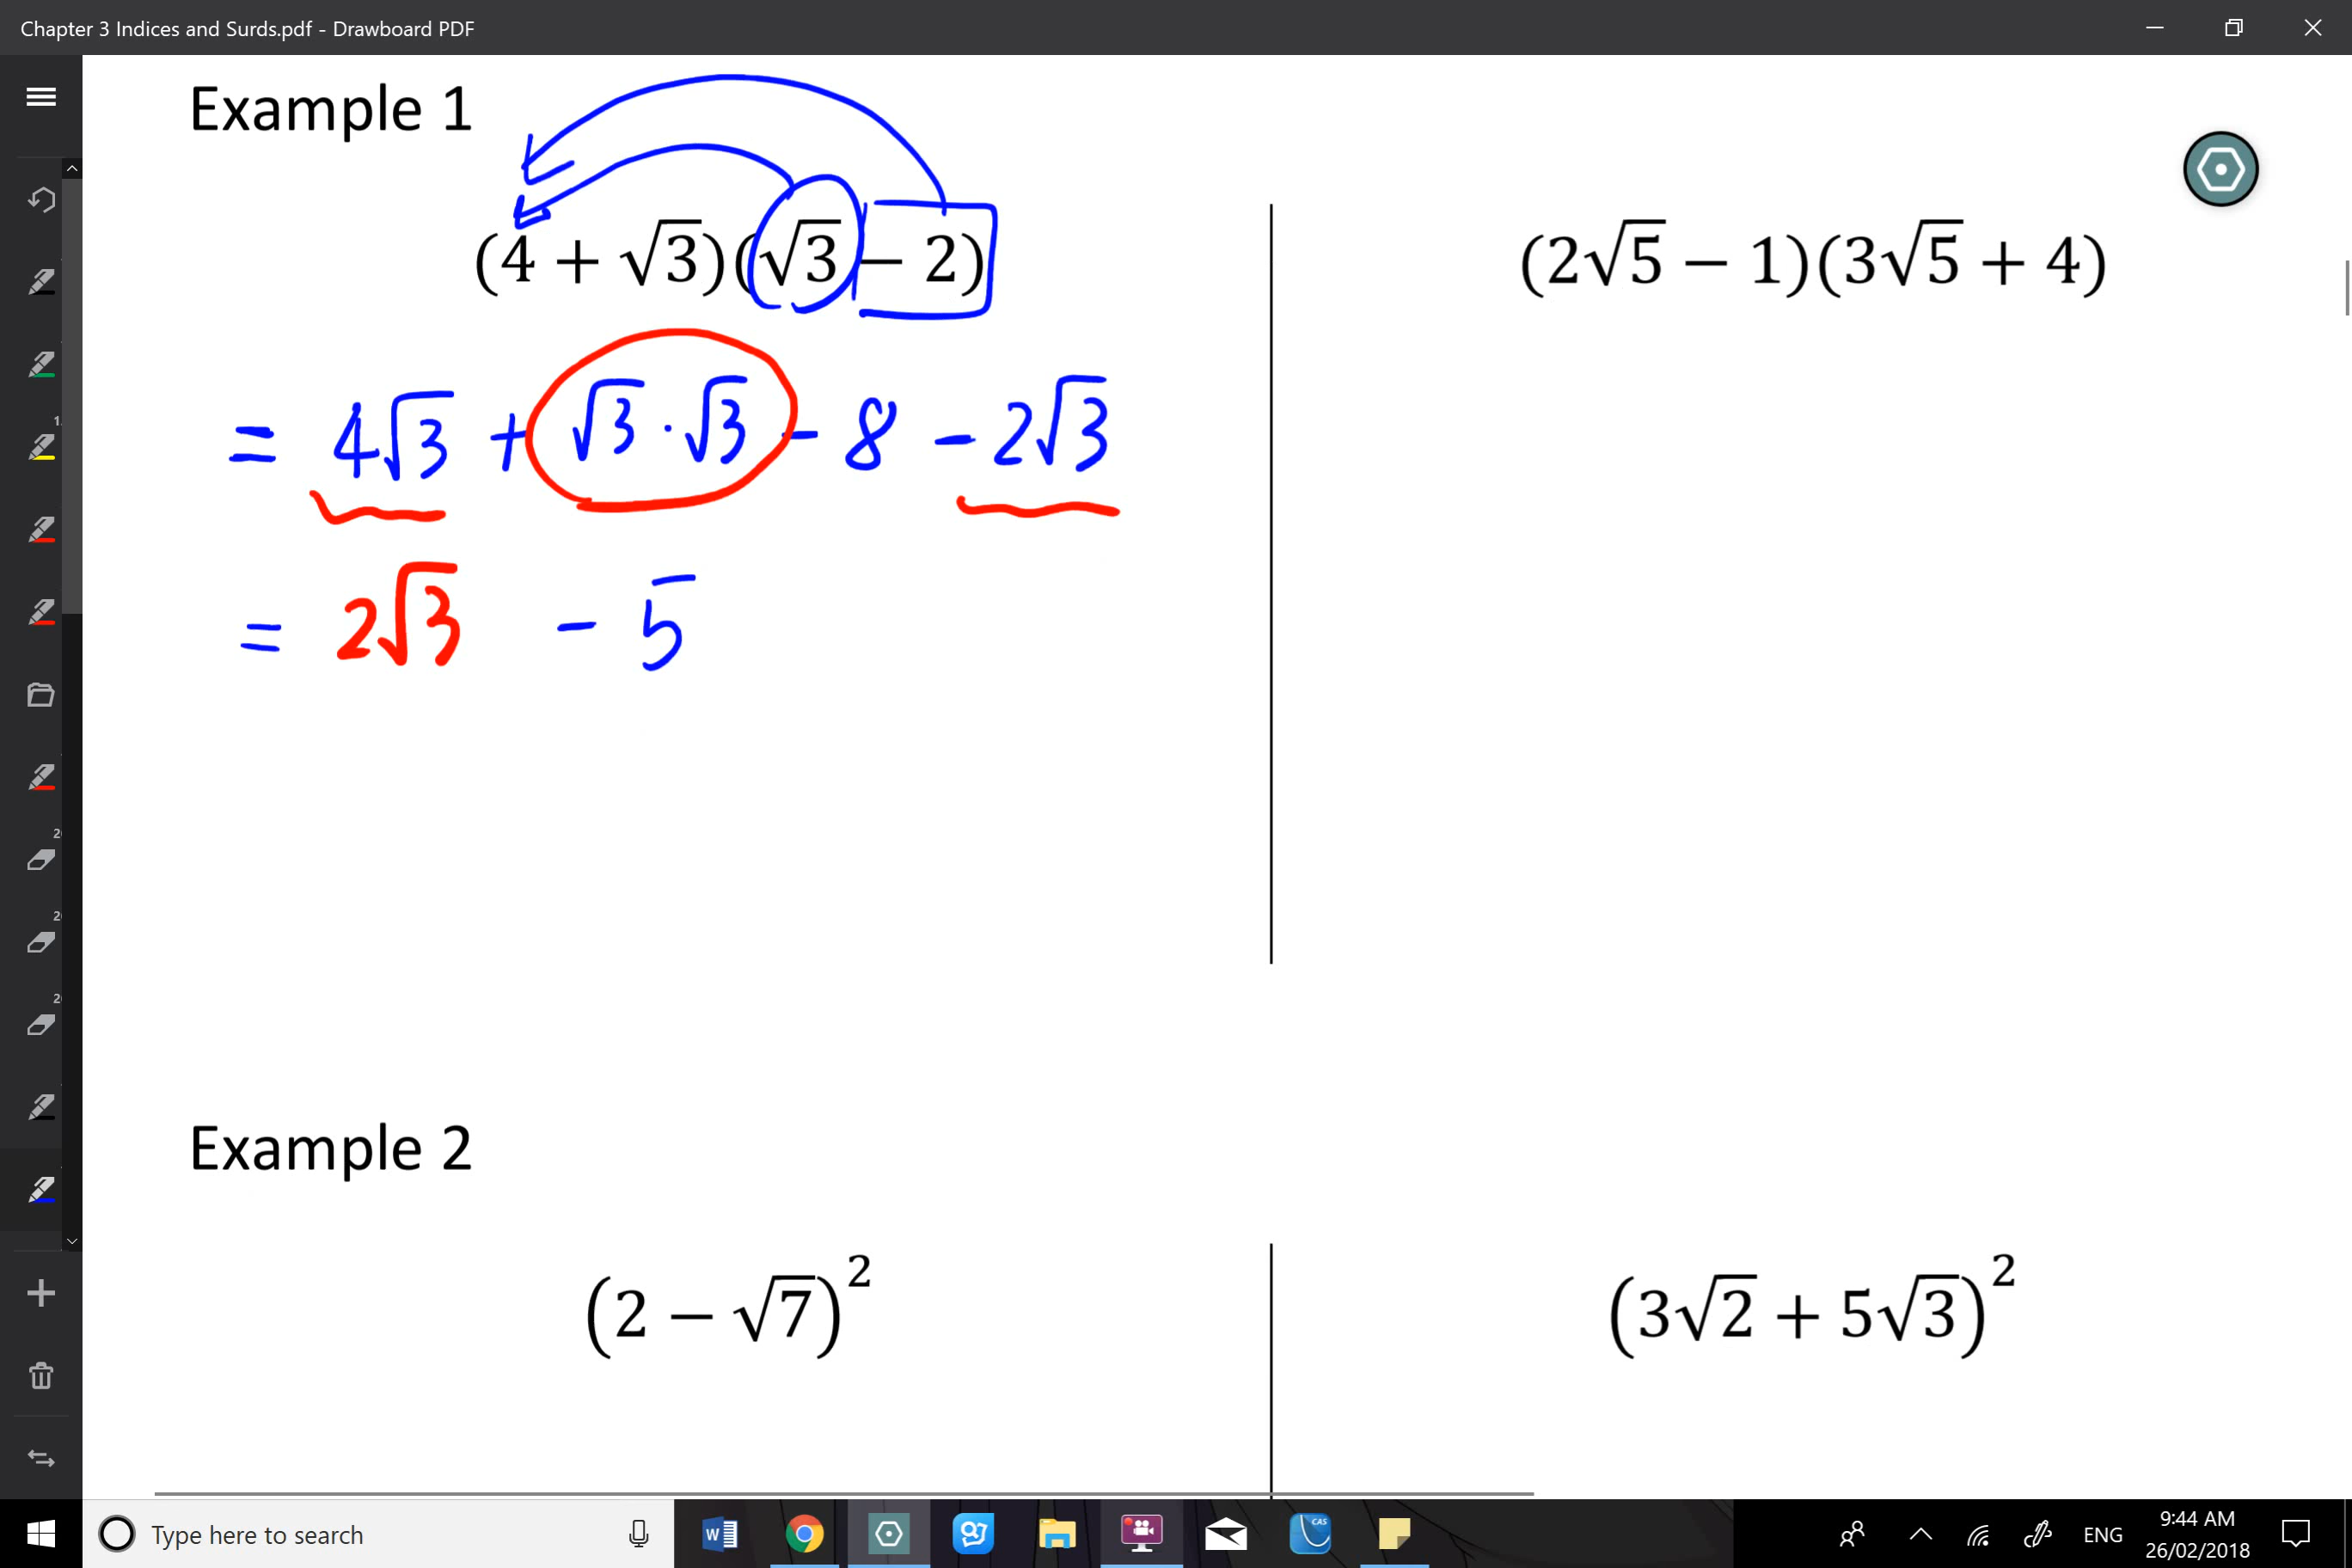 Chapter 3 Indices and Surds.pdf - Drawboard PDF
Example 1
(4 + √3)(√3 − 2)
(2√5 − 1)(3√5 + 4)
= 4√3 + √3 · √3 - 8 - 2√3
= 2√3 - 5
Example 2
(2 − √7)²
(3√2 + 5√3)²
Type here to search
CAS
ENG
9:44 AM
26/02/2018